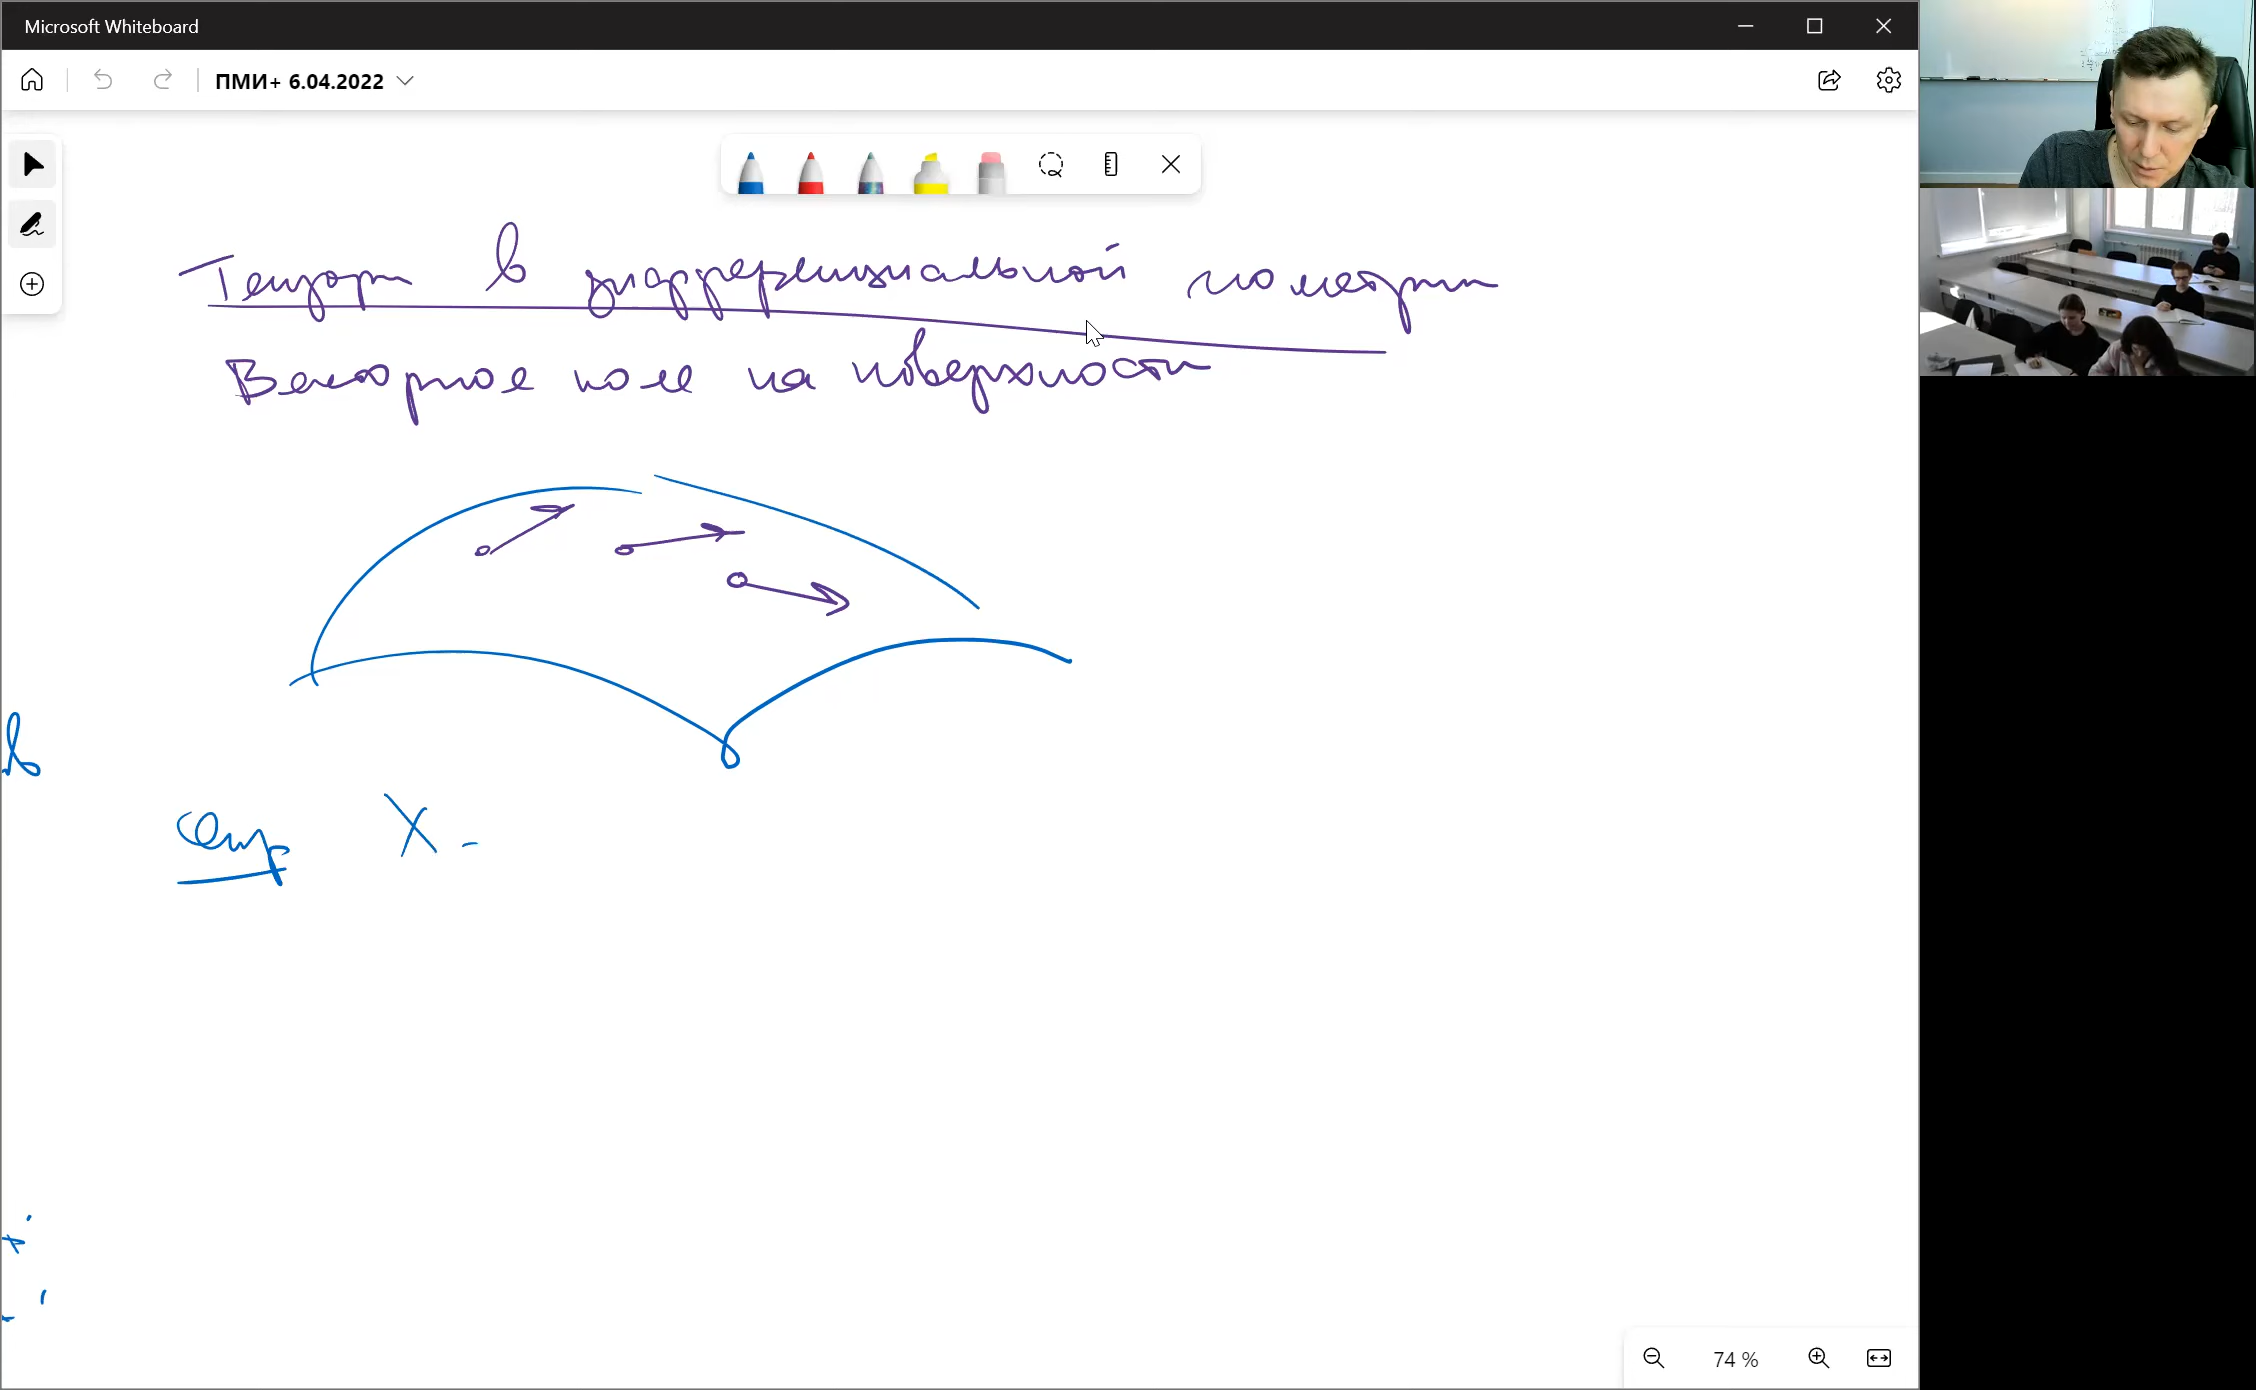 Microsoft Whiteboard
ПМИ+ 6.04.2022
Тензоры в дифференциальной геометрии
Векторное поле на поверхности
в
Опр X -
74 %